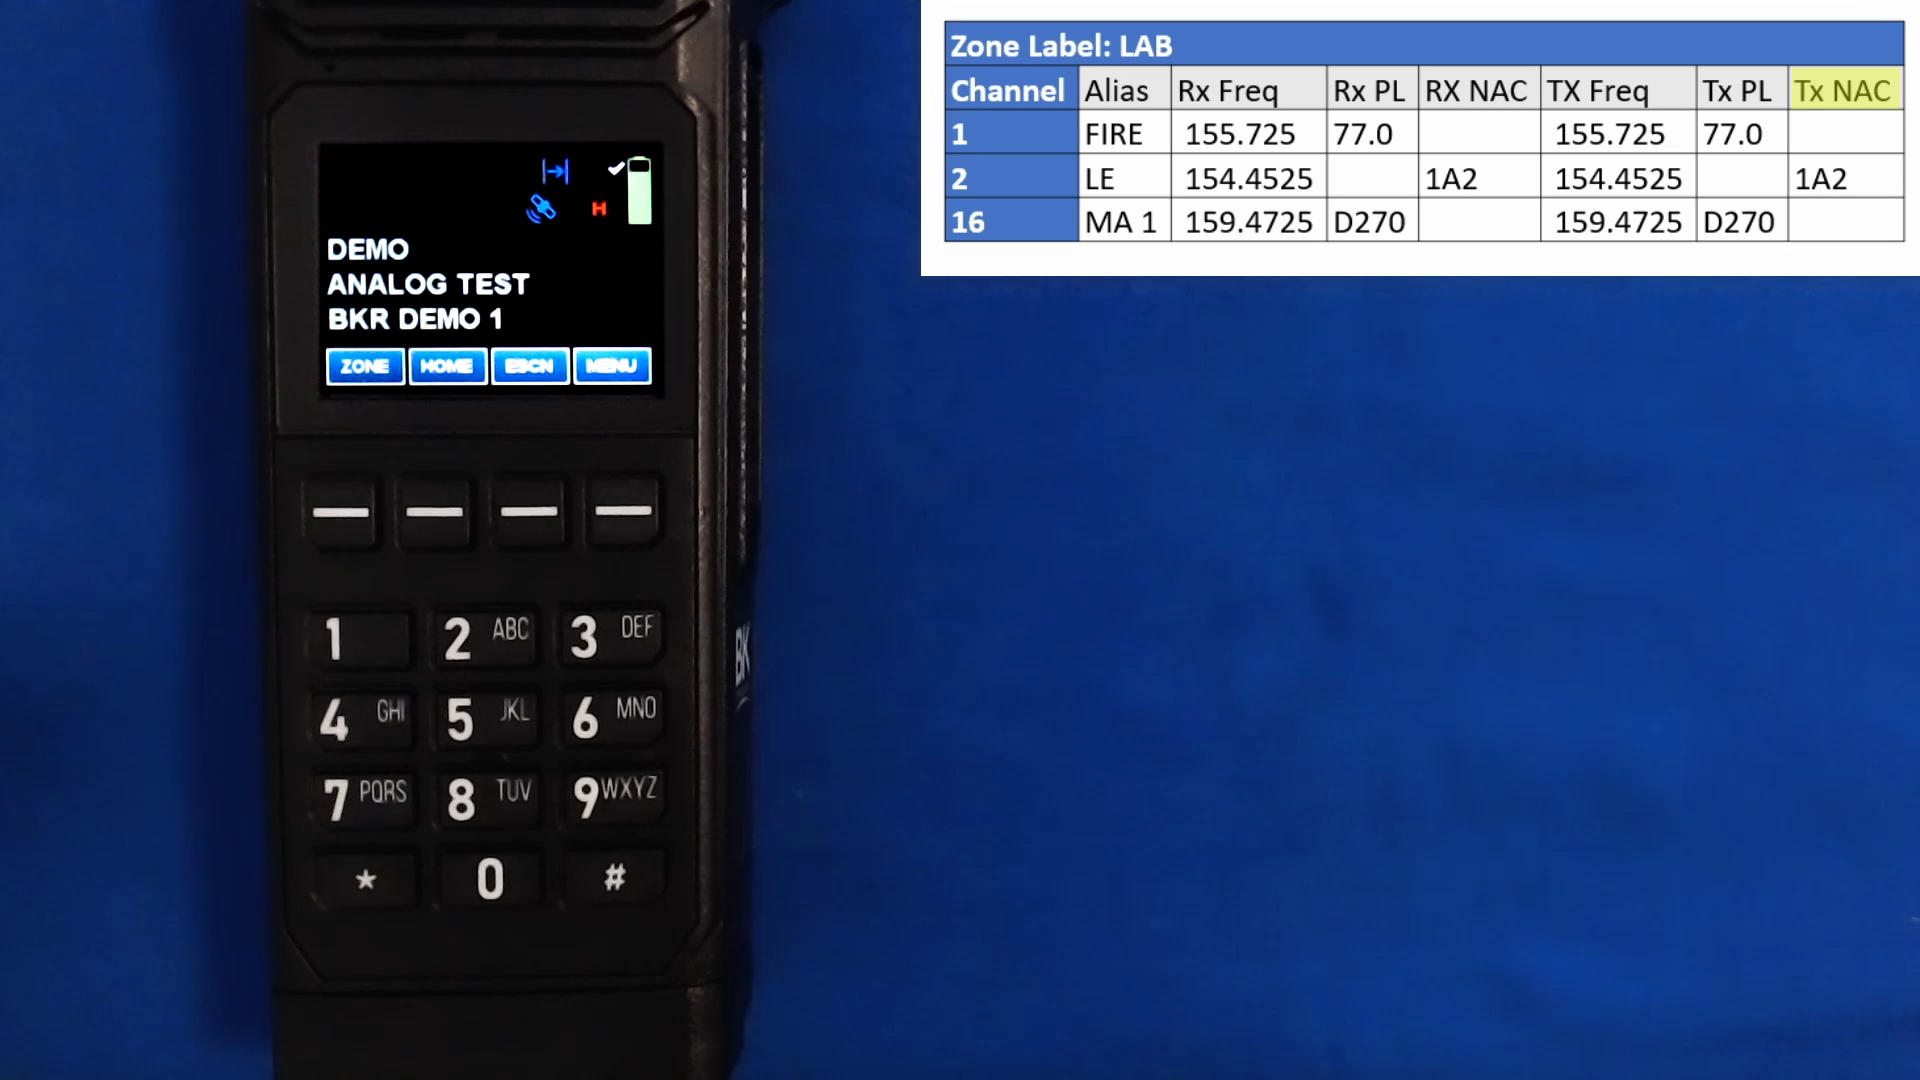 DEMO
ANALOG TEST
BKR DEMO 1
ZONE HOME ESCN MENU
H
1 2 ABC 3 DEF
4 GHI 5 JKL 6 MNO
7 PQRS 8 TUV 9 WXYZ
* 0 #
BK
Zone Label: LAB
Channel Alias Rx Freq Rx PL RX NAC TX Freq Tx PL Tx NAC
1 FIRE 155.725 77.0 155.725 77.0
2 LE 154.4525 1A2 154.4525 1A2
16 MA 1 159.4725 D270 159.4725 D270